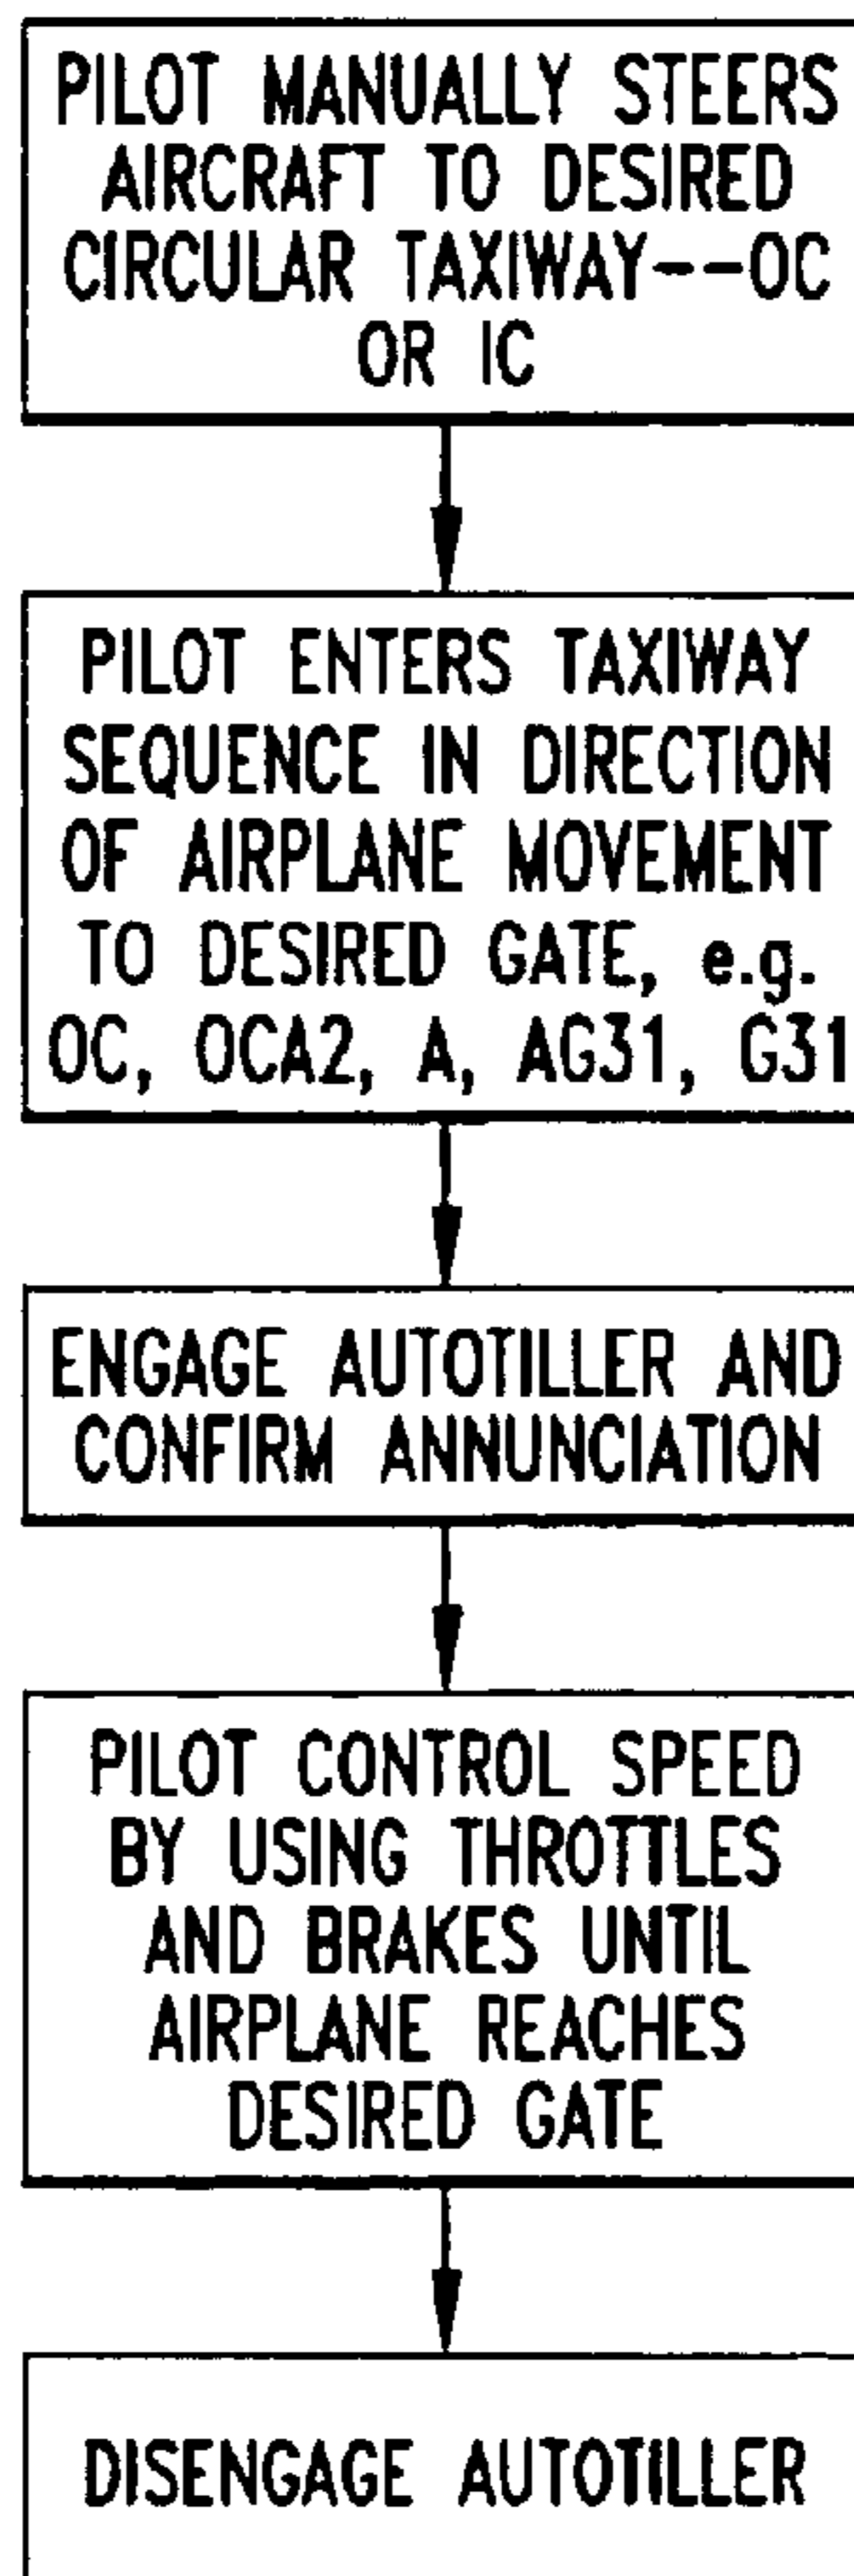 PILOT MANUALLY STEERS
AIRCRAFT TO DESIRED
CIRCULAR TAXIWAY--OC
OR IC
PILOT ENTERS TAXIWAY
SEQUENCE IN DIRECTION
OF AIRPLANE MOVEMENT
TO DESIRED GATE, e.g.
OC, OCA2, A, AG31, G31
ENGAGE AUTOTILLER AND
CONFIRM ANNUNCIATION
PILOT CONTROL SPEED
BY USING THROTTLES
AND BRAKES UNTIL
AIRPLANE REACHES
DESIRED GATE
DISENGAGE AUTOTILLER